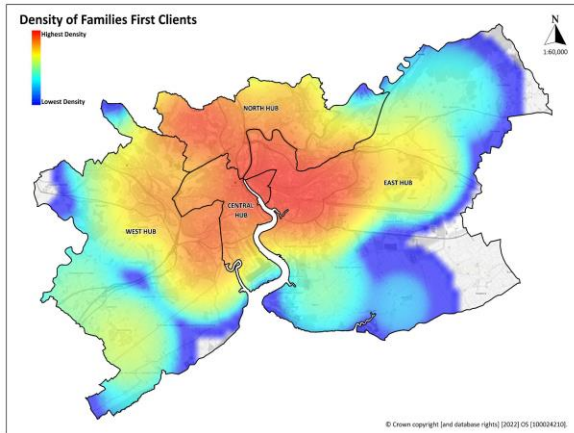 Density of Families First Clients
Highest Density
Lowest Density
N
1:60,000
NORTH HUB
EAST HUB
CENTRAL
HUB
WEST HUB
© Crown copyright [and database rights] [2022] OS [100024210].